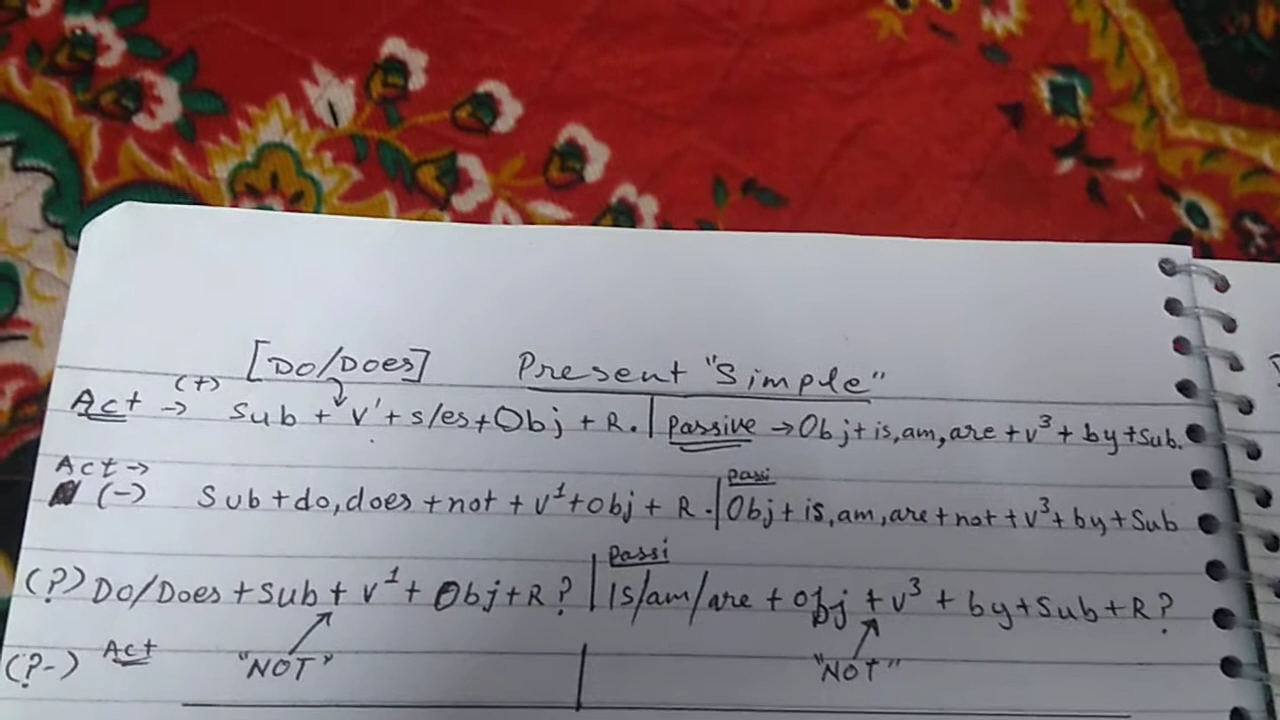 [Do/Does] Present "Simple"
Act → (+) Sub + V¹ + s/es + Obj + R. | Passive → Obj + is, am, are + v³ + by + Sub.
Act →
(-) Sub + do, does + not + v¹ + obj + R. | Passi Obj + is, am, are + not + v³ + by + Sub
(?) Do/Does + Sub + v¹ + Obj + R? | Passi Is/am/are + obj + v³ + by + Sub + R?
(?-) Act "NOT" | "NOT"